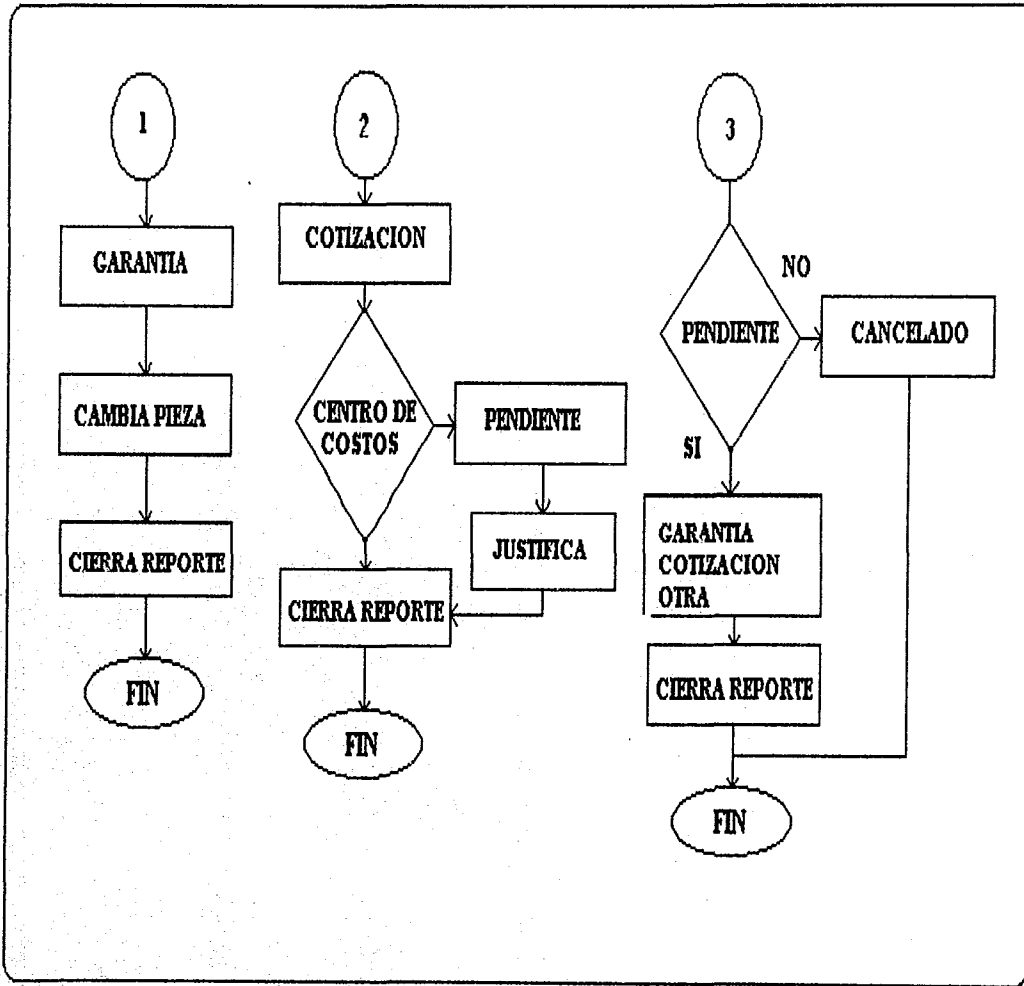 1
GARANTIA
CAMBIA PIEZA
CIERRA REPORTE
FIN
2
COTIZACION
CENTRO DE
COSTOS
PENDIENTE
JUSTIFICA
CIERRA REPORTE
FIN
3
PENDIENTE
NO
CANCELADO
SI
GARANTIA
COTIZACION
OTRA
CIERRA REPORTE
FIN